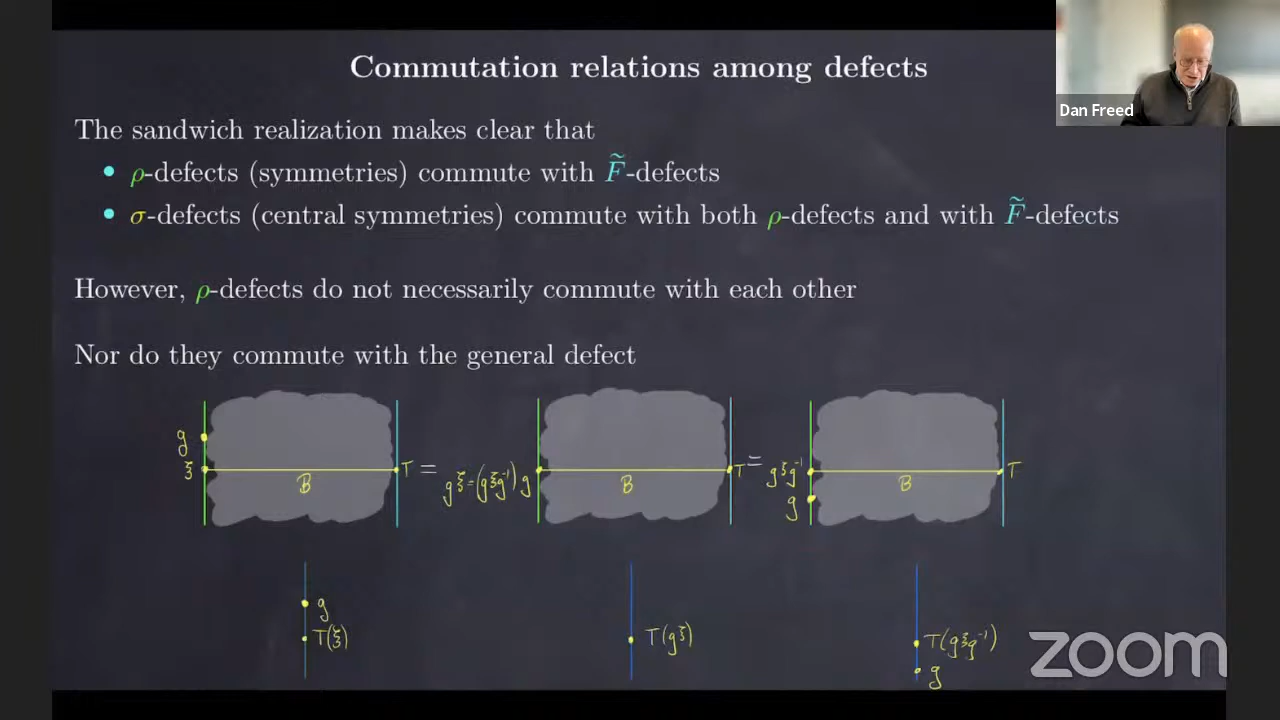 Commutation relations among defects
Dan Freed
The sandwich realization makes clear that
• ρ-defects (symmetries) commute with F̃-defects
• σ-defects (central symmetries) commute with both ρ-defects and with F̃-defects
However, ρ-defects do not necessarily commute with each other
Nor do they commute with the general defect
g
ξ B T = gξ=(gξg⁻¹)g B T = gξg⁻¹ B T
g
g
T(ξ) T(gξ) T(gξg⁻¹)
g
zoom